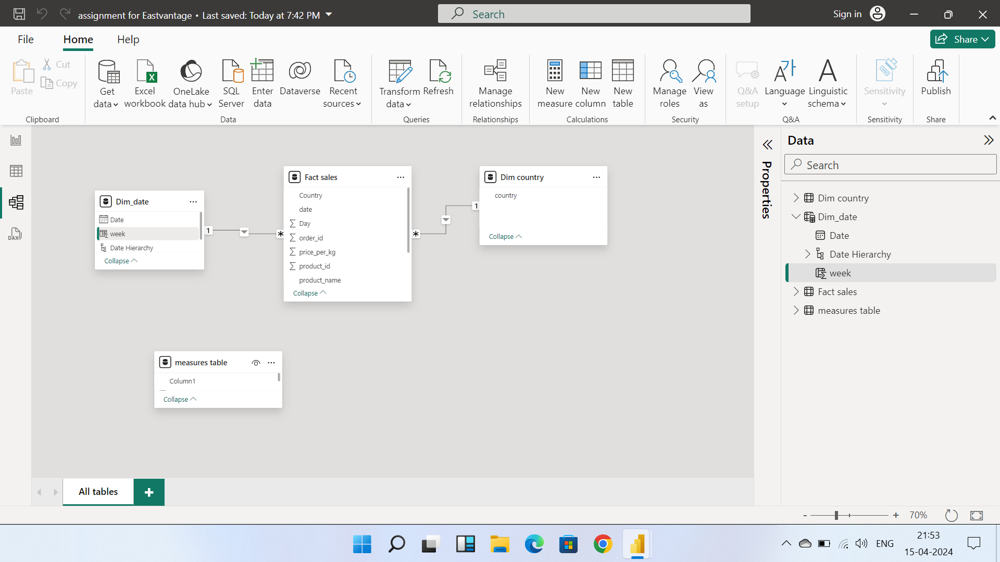 assignment for Eastvantage • Last saved: Today at 7:42 PM
Search
Sign in
File
Home
Help
Share
Paste
Cut
Copy
Clipboard
Get data
Excel workbook
OneLake data hub
SQL Server
Enter data
Dataverse
Recent sources
Data
Transform data
Refresh
Queries
Manage relationships
Relationships
New measure
New column
New table
Calculations
Manage roles
View as
Security
Q&A setup
Language
Linguistic schema
Q&A
Sensitivity
Sensitivity
Publish
Share
DAX
Dim_date
Date
week
Date Hierarchy
Collapse
1
*
Fact sales
Country
date
Day
order_id
price_per_kg
product_id
product_name
Collapse
*
1
Dim country
country
Collapse
measures table
Column1
Collapse
Properties
Data
Search
Dim country
Dim_date
Date
Date Hierarchy
week
Fact sales
measures table
All tables
+
- + 70%
ENG
21:53
15-04-2024